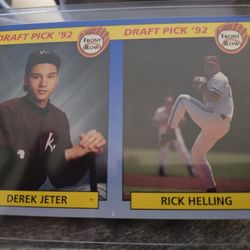 DRAFT PICK '92
FRONT
ROW
DRAFT PICK '92
FRONT
ROW
DEREK JETER
RICK HELLING